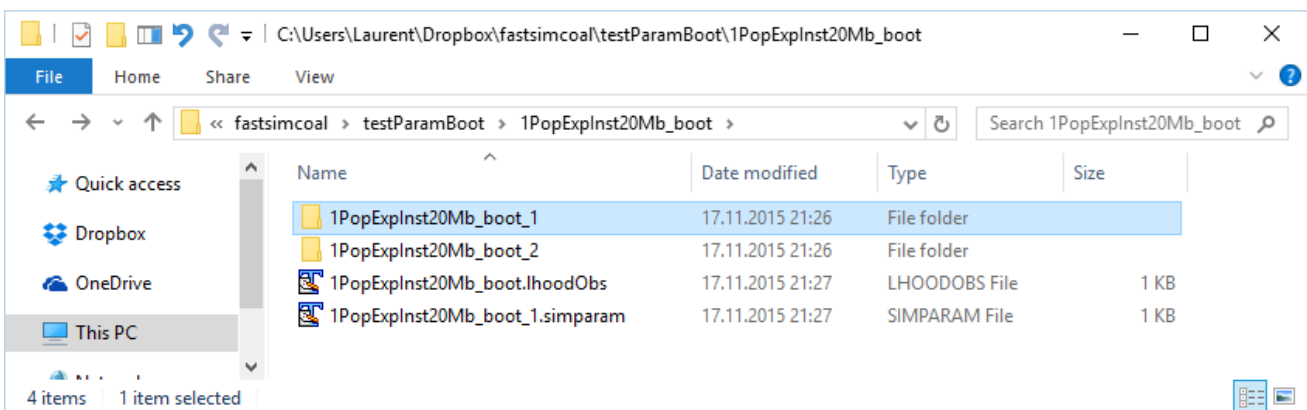 C:\Users\Laurent\Dropbox\fastsimcoal\testParamBoot\1PopExpInst20Mb_boot
File Home Share View
« fastsimcoal › testParamBoot › 1PopExpInst20Mb_boot › Search 1PopExpInst20Mb_boot
Name Date modified Type Size
Quick access
1PopExpInst20Mb_boot_1 17.11.2015 21:26 File folder
Dropbox
1PopExpInst20Mb_boot_2 17.11.2015 21:26 File folder
OneDrive
1PopExpInst20Mb_boot.lhoodObs 17.11.2015 21:27 LHOODOBS File 1 KB
This PC
1PopExpInst20Mb_boot_1.simparam 17.11.2015 21:27 SIMPARAM File 1 KB
4 items 1 item selected